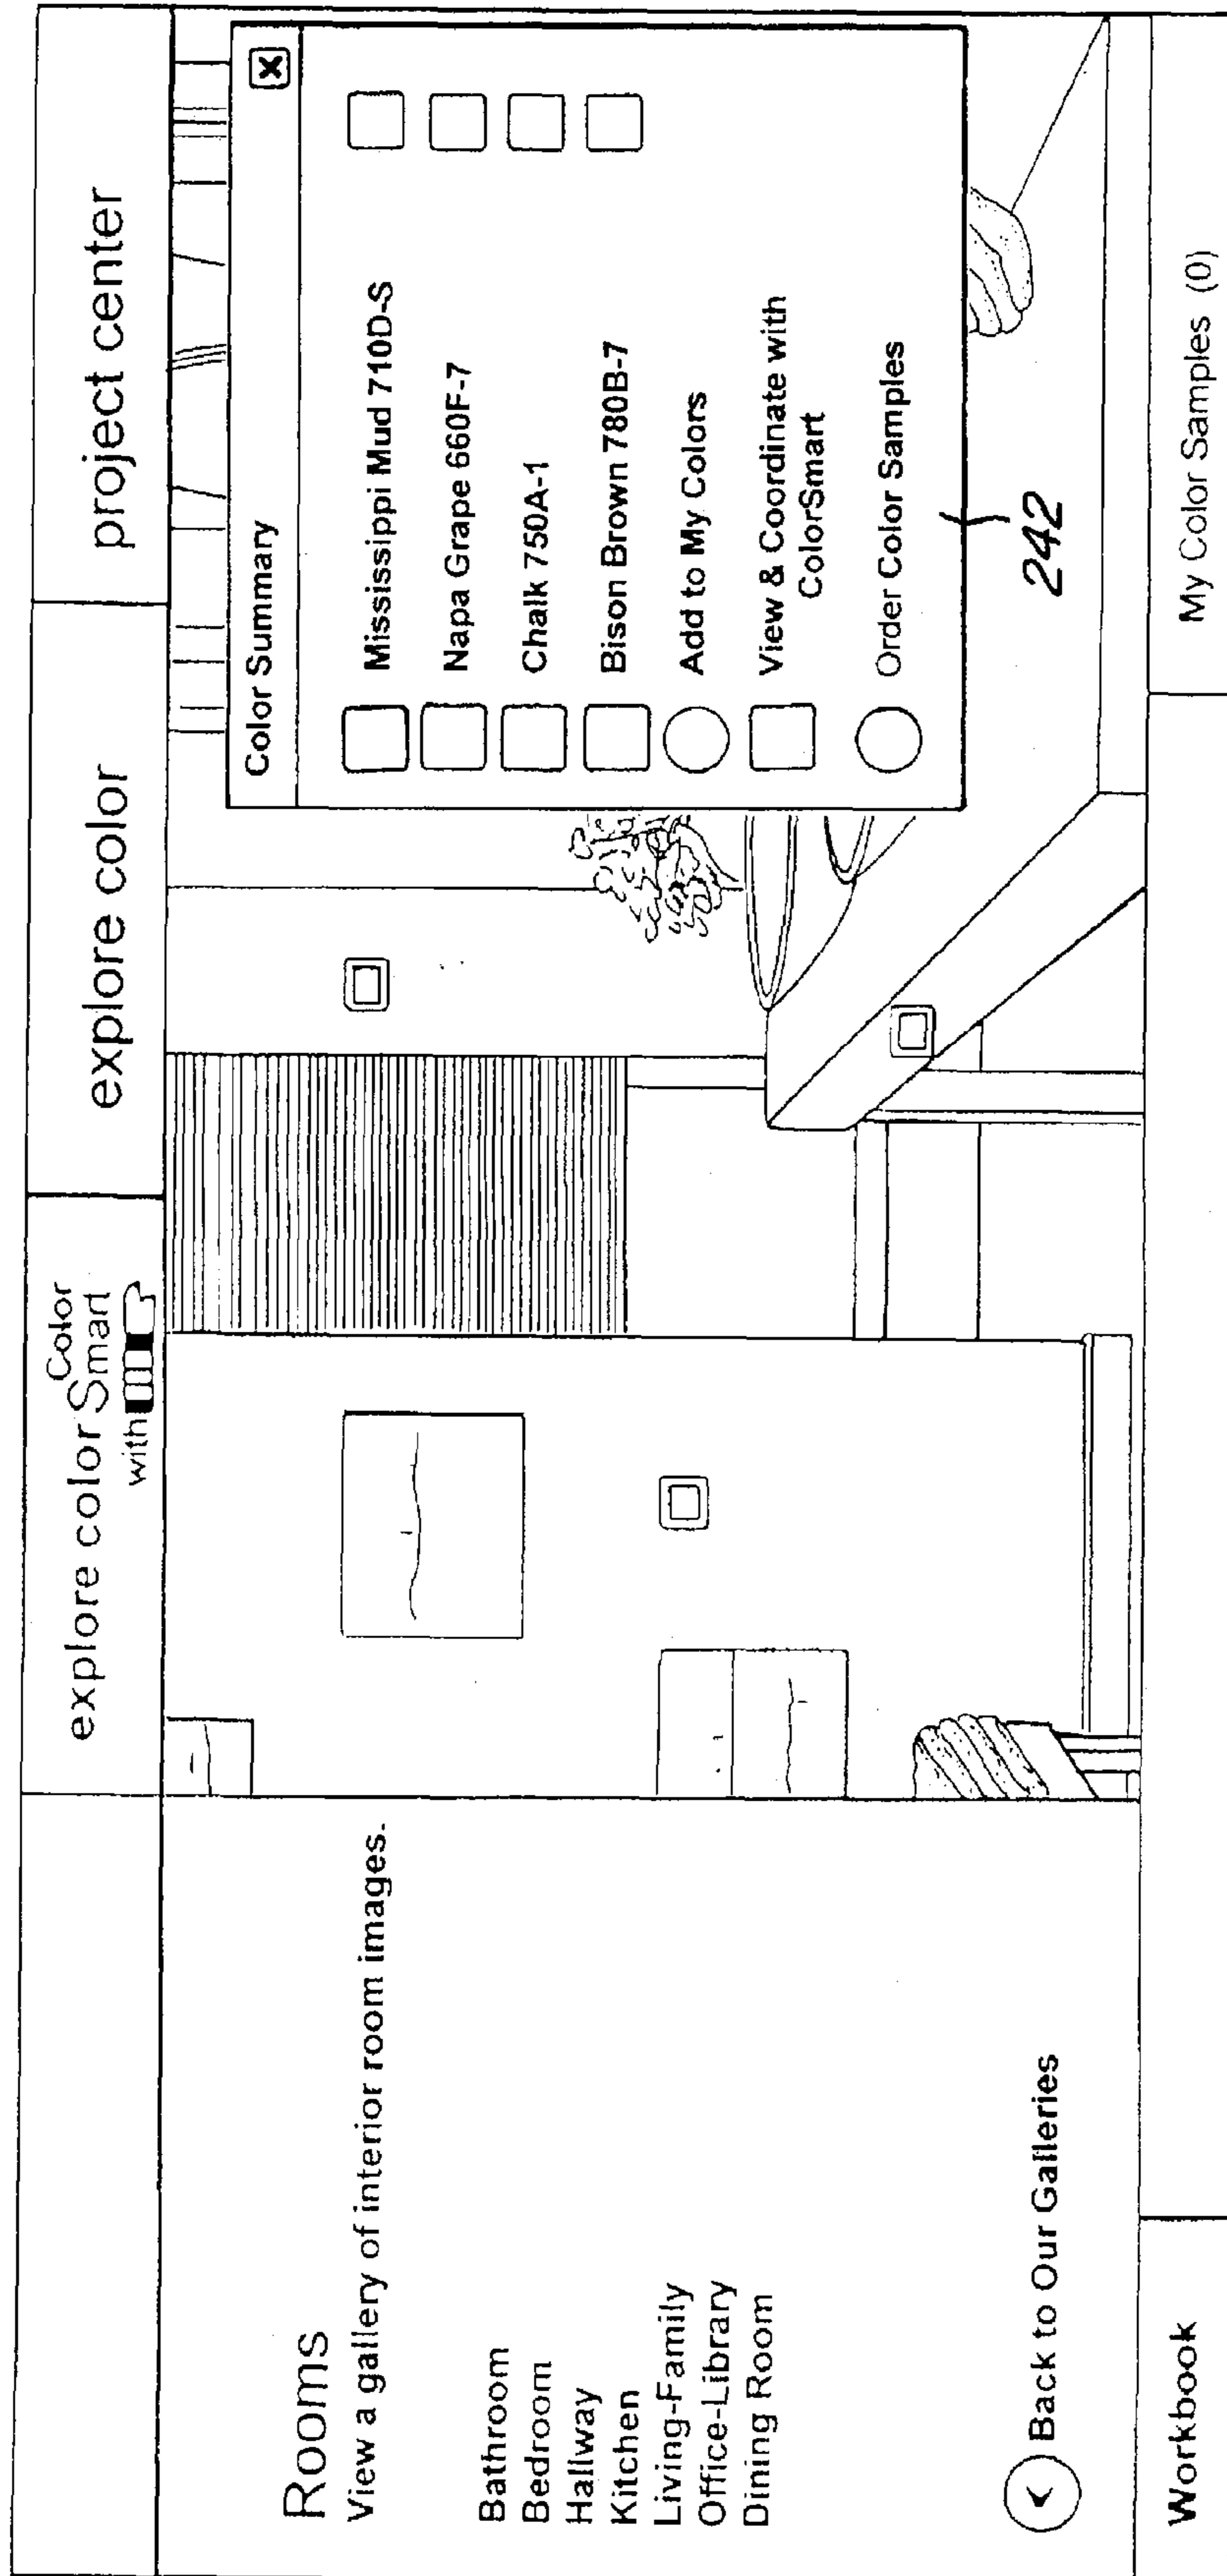 explore color
Color
Smart
with
explore color
project center
Rooms
View a gallery of interior room images.
Bathroom
Bedroom
Hallway
Kitchen
Living-Family
Office-Library
Dining Room
Back to Our Galleries
Color Summary
Mississippi Mud 710D-S
Napa Grape 660F-7
Chalk 750A-1
Bison Brown 780B-7
Add to My Colors
View & Coordinate with
ColorSmart
Order Color Samples
242
Workbook
My Color Samples (0)